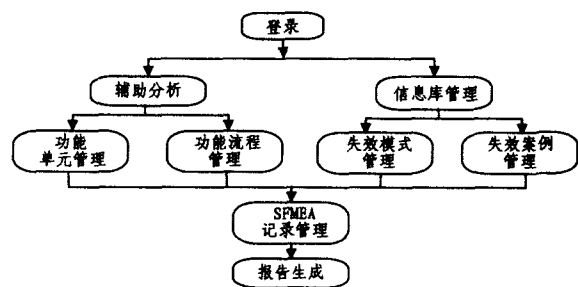 登录
辅助分析
信息库管理
功能
单元管理
功能流程
管理
失效模式
管理
失效案例
管理
SFMEA
记录管理
报告生成